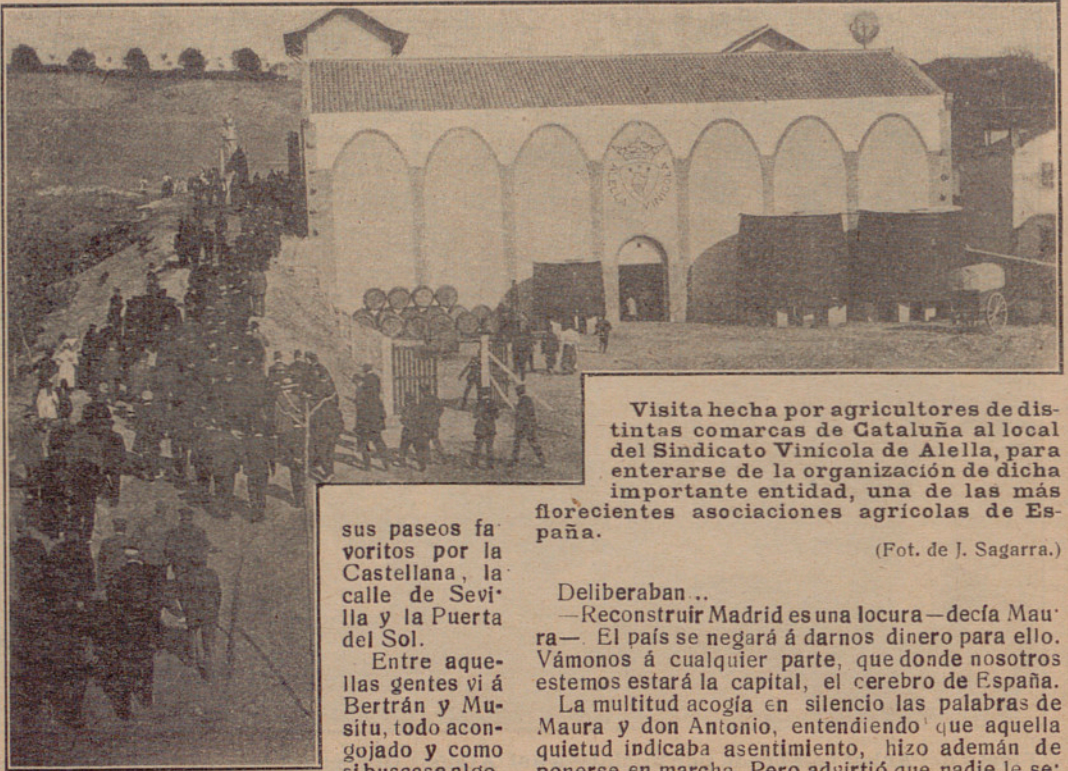 ALELLA VINICOLA
Visita hecha por agricultores de dis-
tintas comarcas de Cataluña al local
del Sindicato Vinícola de Alella, para
enterarse de la organización de dicha
importante entidad, una de las más
florecientes asociaciones agrícolas de Es-
paña.
(Fot. de J. Sagarra.)
sus paseos fa
voritos por la
Castellana, la
calle de Sevi-
lla y la Puerta
del Sol.
Entre aque-
llas gentes vi á
Bertrán y Mu-
situ, todo acon-
gojado y como
si buscase algo
Deliberaban..
—Reconstruir Madrid es una locura—decía Mau-
ra—. El país se negará á darnos dinero para ello.
Vámonos á cualquier parte, que donde nosotros
estemos estará la capital, el cerebro de España.
La multitud acogía en silencio las palabras de
Maura y don Antonio, entendiendo que aquella
quietud indicaba asentimiento, hizo ademán de
ponerse en marcha. Pero advirtió que nadie le se-